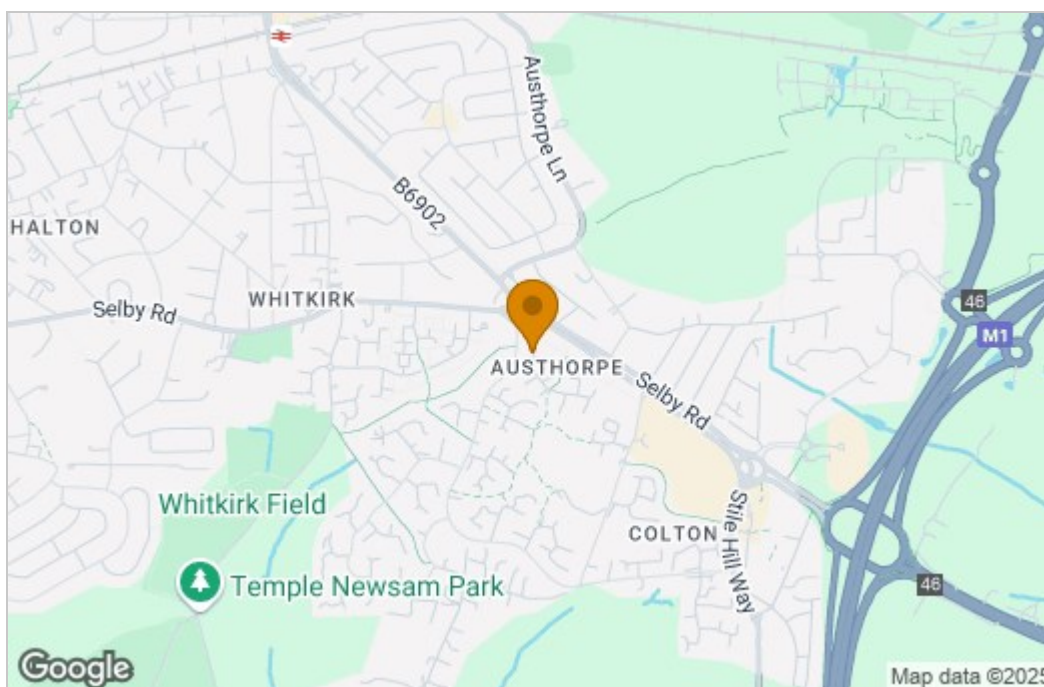 Austhorpe Ln
B6902
HALTON
Selby Rd
WHITKIRK
46
M1
AUSTHORPE
Selby Rd
Whitkirk Field
COLTON
Stile Hill Way
Temple Newsam Park
46
Google
Map data ©2025